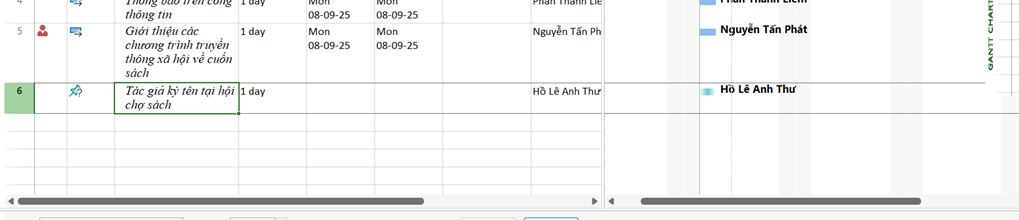 4
Thông báo trên cổng
thông tin
1 day
Mon
08-09-25
Mon
08-09-25
Phan Thanh Liêm
5
Giới thiệu các
chương trình truyền
thông xã hội về cuốn
sách
1 day
Mon
08-09-25
Mon
08-09-25
Nguyễn Tấn Ph
Nguyễn Tấn Phát
6
Tác giả ký tên tại hội
chợ sách
1 day
Hồ Lê Anh Thư
Hồ Lê Anh Thư
GANTT CHART